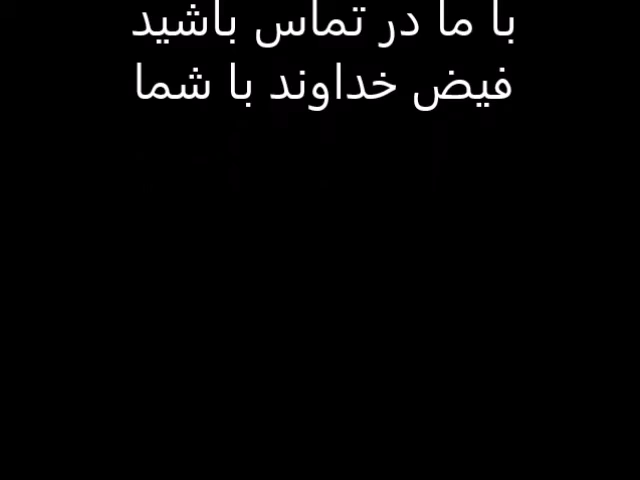 با ما در تماس باشید
فیض خداوند با شما